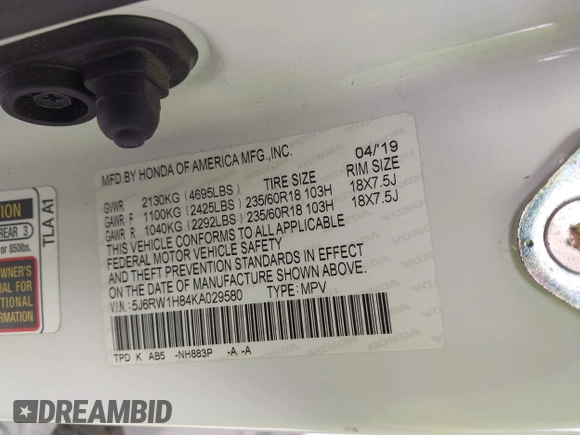 MFD.BY HONDA OF AMERICA MFG.,INC. 04/'19
GVWR 2130KG (4695LBS) TIRE SIZE RIM SIZE
GAWR F 1100KG (2425LBS) 235/60R18 103H 18X7.5J
GAWR R 1040KG (2292LBS) 235/60R18 103H 18X7.5J
THIS VEHICLE CONFORMS TO ALL APPLICABLE
FEDERAL MOTOR VEHICLE SAFETY
AND THEFT PREVENTION STANDARDS IN EFFECT
ON THE DATE OF MANUFACTURE SHOWN ABOVE.
V.I.N.: 5J6RW1H84KA029580 TYPE: MPV
TPD K AB5 -NH883P -A -A
TLA A1
REAR 3
or 850lbs.
HONDA
DREAMBID